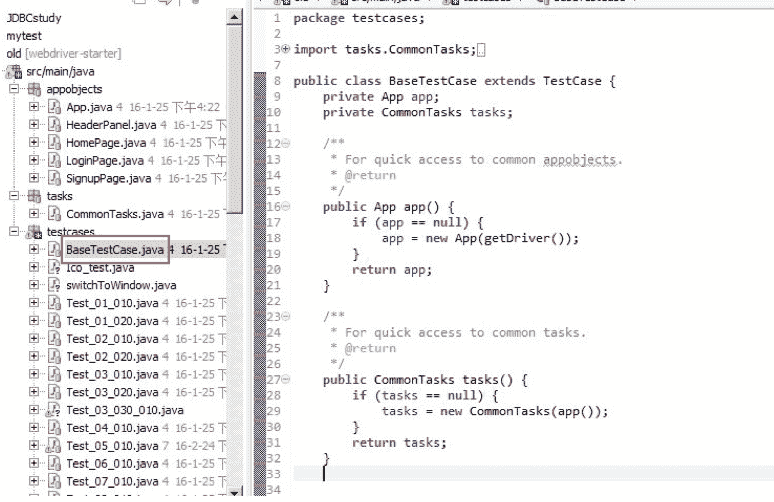 JDBCstudy
mytest
old [webdriver-starter]
src/main/java
appobjects
App.java 4 16-1-25 下午4:22
HeaderPanel.java 4 16-1-25 下
HomePage.java 4 16-1-25 下午
LoginPage.java 4 16-1-25 下午
SignupPage.java 4 16-1-25 下
tasks
CommonTasks.java 4 16-1-25
testcases
BaseTestCase.java 4 16-1-25
Ico_test.java
switchToWindow.java
Test_01_010.java 4 16-1-25 下
Test_01_020.java 4 16-1-25 下
Test_02_010.java 4 16-1-25 下
Test_02_020.java 4 16-1-25 下
Test_03_010.java 4 16-1-25 下
Test_03_020.java 4 16-1-25 下
Test_03_030_010.java
Test_04_010.java 4 16-1-25 下
Test_05_010.java 7 16-2-24 下
Test_06_010.java 4 16-1-25 下
Test_07_010.java 4 16-1-25 下
1 package testcases;
2
3 import tasks.CommonTasks;
7
8 public class BaseTestCase extends TestCase {
9 private App app;
10 private CommonTasks tasks;
11
12 /**
13 * For quick access to common appobjects.
14 * @return
15 */
16 public App app() {
17 if (app == null) {
18 app = new App(getDriver());
19 }
20 return app;
21 }
22
23 /**
24 * For quick access to common tasks.
25 * @return
26 */
27 public CommonTasks tasks() {
28 if (tasks == null) {
29 tasks = new CommonTasks(app());
30 }
31 return tasks;
32 }
33
34